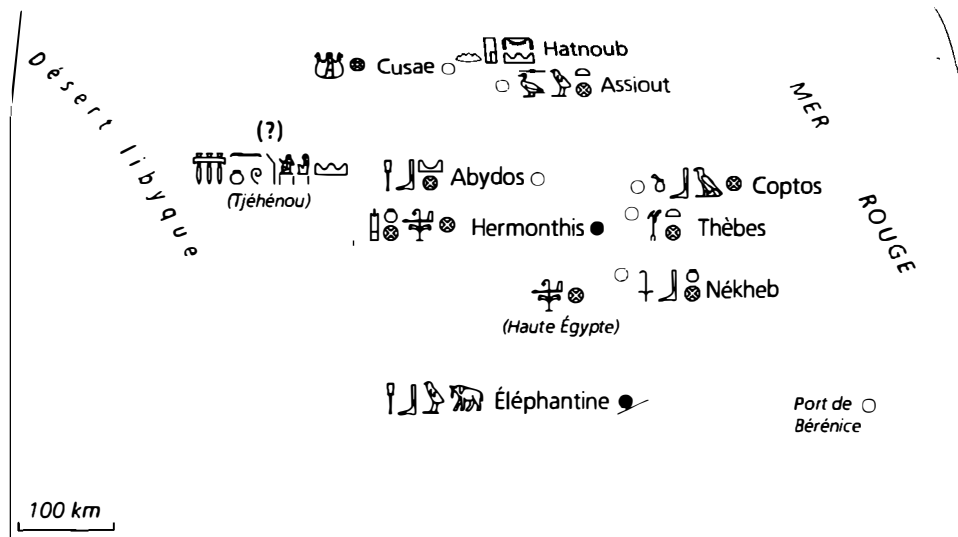 Hatnoub
Cusae
Assiout
Désert libyque
MER ROUGE
(?)
(Tjéhénou)
Abydos
Coptos
Hermonthis
Thèbes
Nékheb
(Haute Égypte)
Éléphantine
Port de
Bérénice
100 km